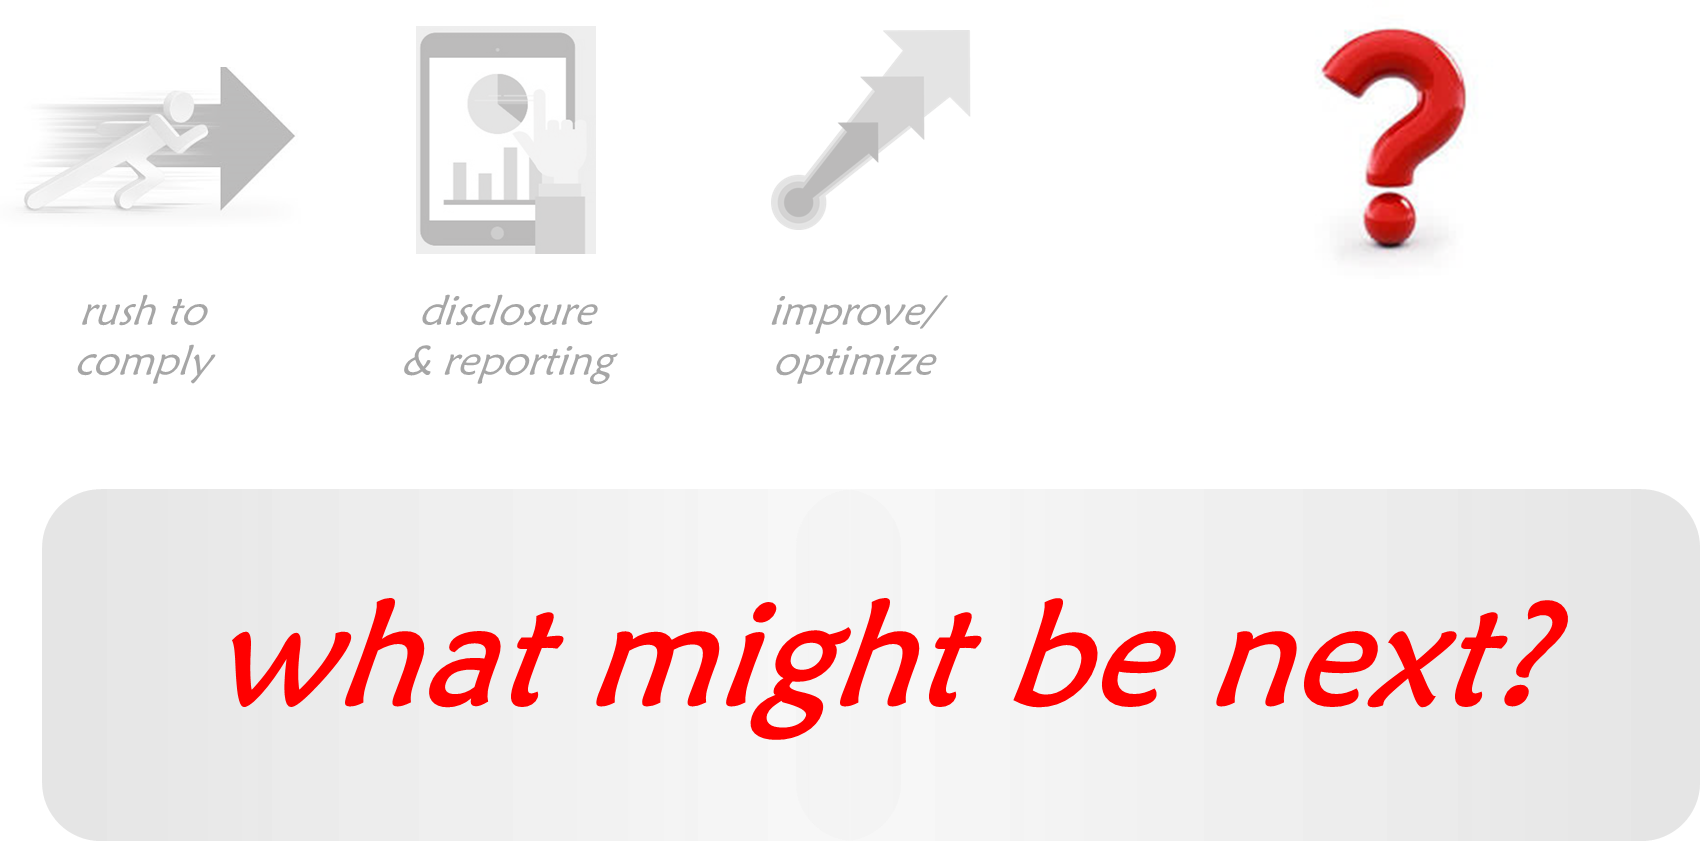 rush to
comply
disclosure
& reporting
improve/
optimize
what might be next?